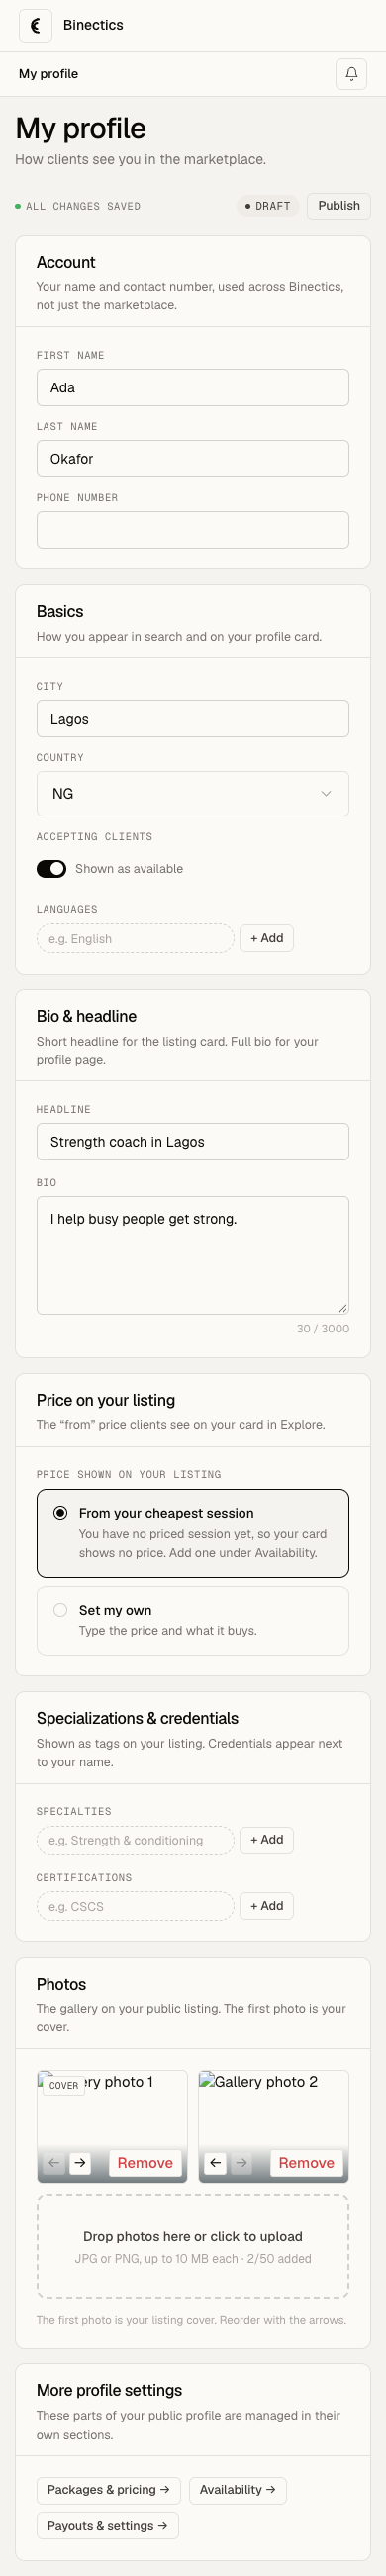 Binectics
My profile
My profile
How clients see you in the marketplace.
ALL CHANGES SAVED
DRAFT
Publish
Account
Your name and contact number, used across Binectics,
not just the marketplace.
FIRST NAME
Ada
LAST NAME
Okafor
PHONE NUMBER
Basics
How you appear in search and on your profile card.
CITY
Lagos
COUNTRY
NG
ACCEPTING CLIENTS
Shown as available
LANGUAGES
e.g. English
+ Add
Bio & headline
Short headline for the listing card. Full bio for your
profile page.
HEADLINE
Strength coach in Lagos
BIO
I help busy people get strong.
30 / 3000
Price on your listing
The “from” price clients see on your card in Explore.
PRICE SHOWN ON YOUR LISTING
From your cheapest session
You have no priced session yet, so your card
shows no price. Add one under Availability.
Set my own
Type the price and what it buys.
Specializations & credentials
Shown as tags on your listing. Credentials appear next
to your name.
SPECIALTIES
e.g. Strength & conditioning
+ Add
CERTIFICATIONS
e.g. CSCS
+ Add
Photos
The gallery on your public listing. The first photo is your
cover.
COVER
ery photo 1
Gallery photo 2
← → Remove
← → Remove
Drop photos here or click to upload
JPG or PNG, up to 10 MB each · 2/50 added
The first photo is your listing cover. Reorder with the arrows.
More profile settings
These parts of your public profile are managed in their
own sections.
Packages & pricing →
Availability →
Payouts & settings →